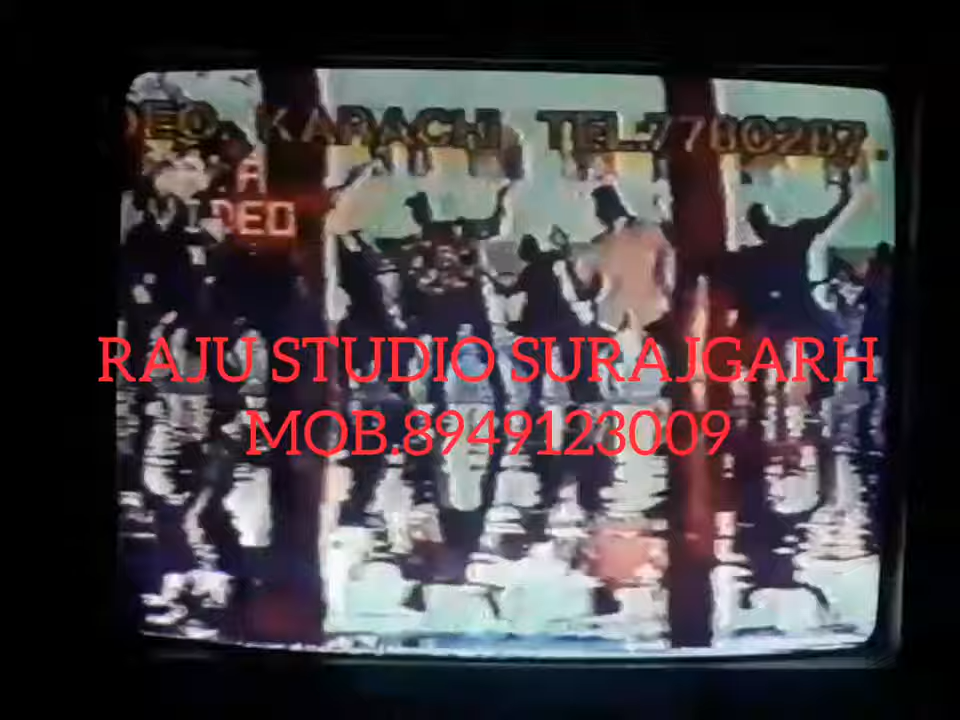 DEO, KARACHI, TEL:7780287.
A
VIDEO
RAJU STUDIO SURAJGARH
MOB.8949123009